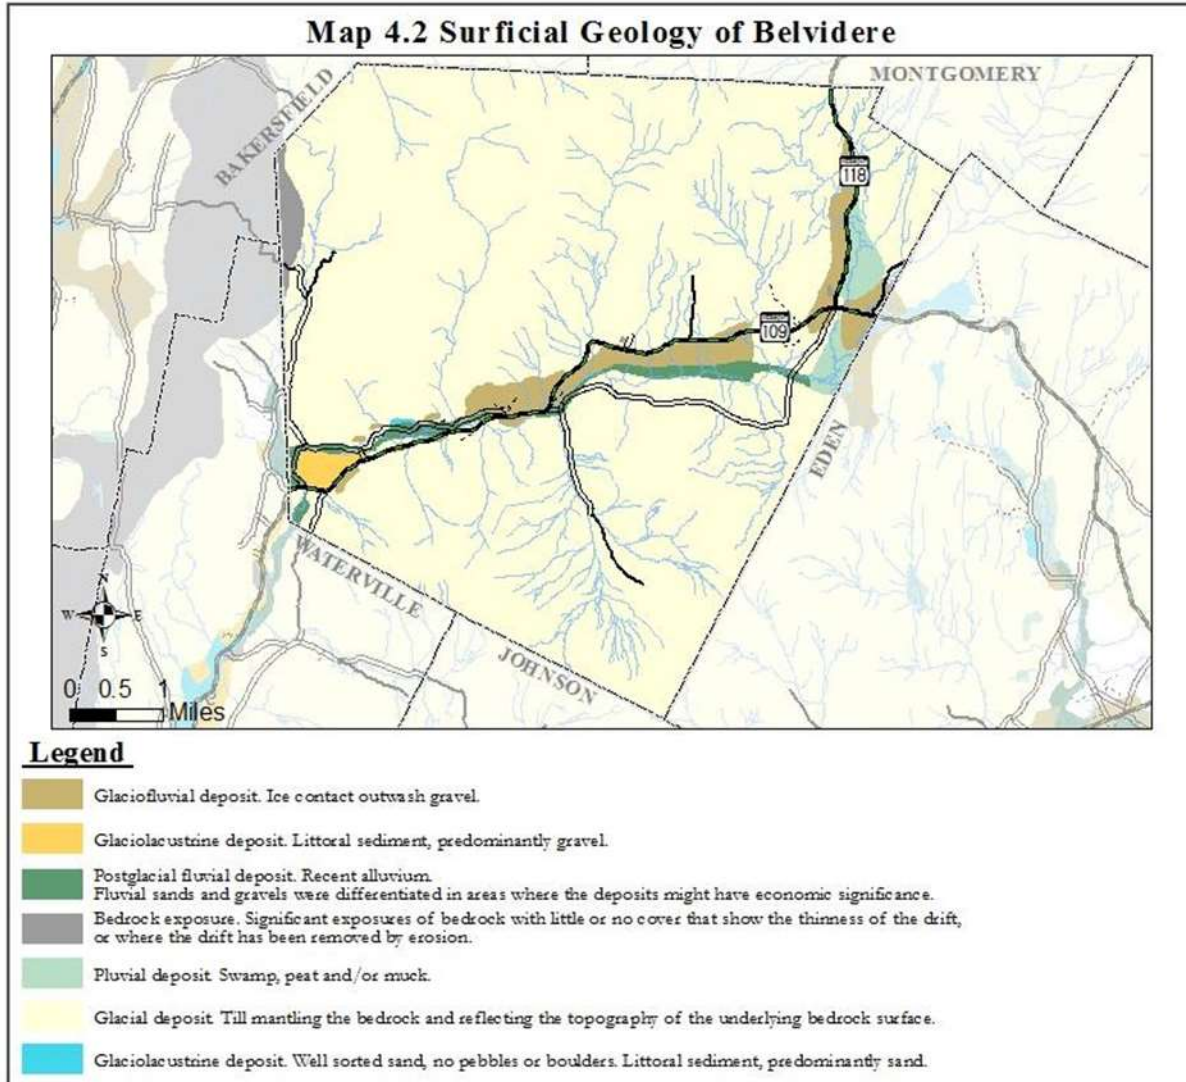 Map 4.2 Surficial Geology of Belvidere
MONTGOMERY
BAKERSFIELD
118
109
EDEN
WATERVILLE
JOHNSON
N
W E
S
0 0.5 1
Miles
Legend
Glaciofluvial deposit. Ice contact outwash gravel.
Glaciolacustrine deposit. Littoral sediment, predominantly gravel.
Postglacial fluvial deposit. Recent alluvium.
Fluvial sands and gravels were differentiated in areas where the deposits might have economic significance.
Bedrock exposure. Significant exposures of bedrock with little or no cover that show the thinness of the drift,
or where the drift has been removed by erosion.
Pluvial deposit. Swamp, peat and/or muck.
Glacial deposit. Till mantling the bedrock and reflecting the topography of the underlying bedrock surface.
Glaciolacustrine deposit. Well sorted sand, no pebbles or boulders. Littoral sediment, predominantly sand.